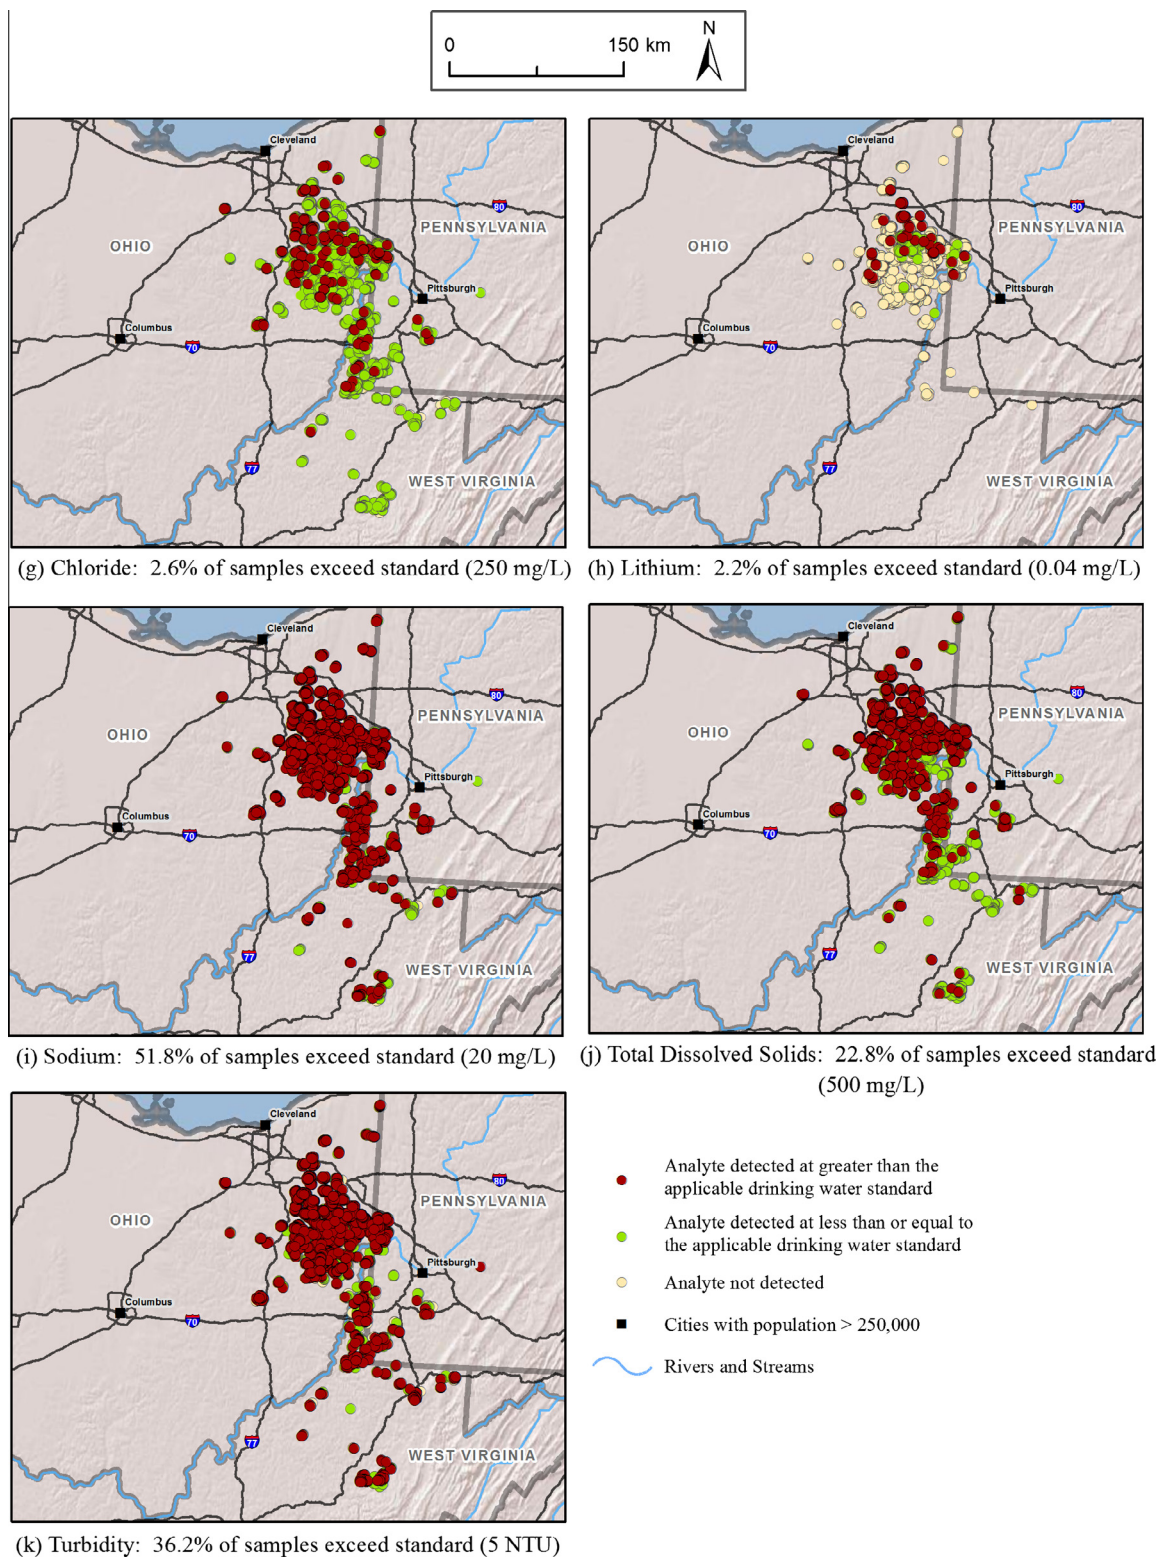 0 150 km N
Cleveland
80
PENNSYLVANIA
OHIO
Pittsburgh
Columbus
70
77
WEST VIRGINIA
(g) Chloride: 2.6% of samples exceed standard (250 mg/L)
Cleveland
80
PENNSYLVANIA
OHIO
Pittsburgh
Columbus
70
77
WEST VIRGINIA
(h) Lithium: 2.2% of samples exceed standard (0.04 mg/L)
Cleveland
80
PENNSYLVANIA
OHIO
Pittsburgh
Columbus
70
77
WEST VIRGINIA
(i) Sodium: 51.8% of samples exceed standard (20 mg/L)
Cleveland
80
PENNSYLVANIA
OHIO
Pittsburgh
Columbus
70
77
WEST VIRGINIA
(j) Total Dissolved Solids: 22.8% of samples exceed standard
(500 mg/L)
Cleveland
80
PENNSYLVANIA
OHIO
Pittsburgh
Columbus
70
77
WEST VIRGINIA
(k) Turbidity: 36.2% of samples exceed standard (5 NTU)
Analyte detected at greater than the
applicable drinking water standard
Analyte detected at less than or equal to
the applicable drinking water standard
Analyte not detected
Cities with population > 250,000
Rivers and Streams